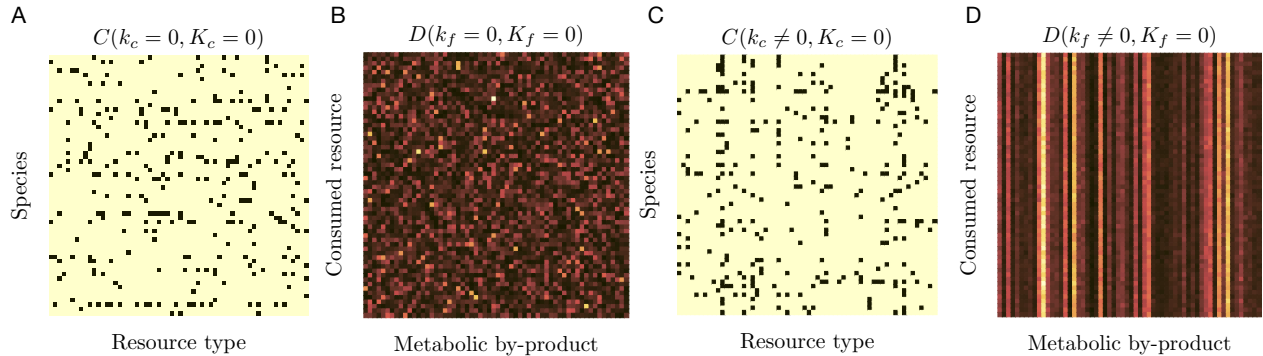 A
C(k_c = 0, K_c = 0)
Species
Resource type
B
D(k_f = 0, K_f = 0)
Consumed resource
Metabolic by-product
C
C(k_c ≠ 0, K_c = 0)
Species
Resource type
D
D(k_f ≠ 0, K_f = 0)
Consumed resource
Metabolic by-product